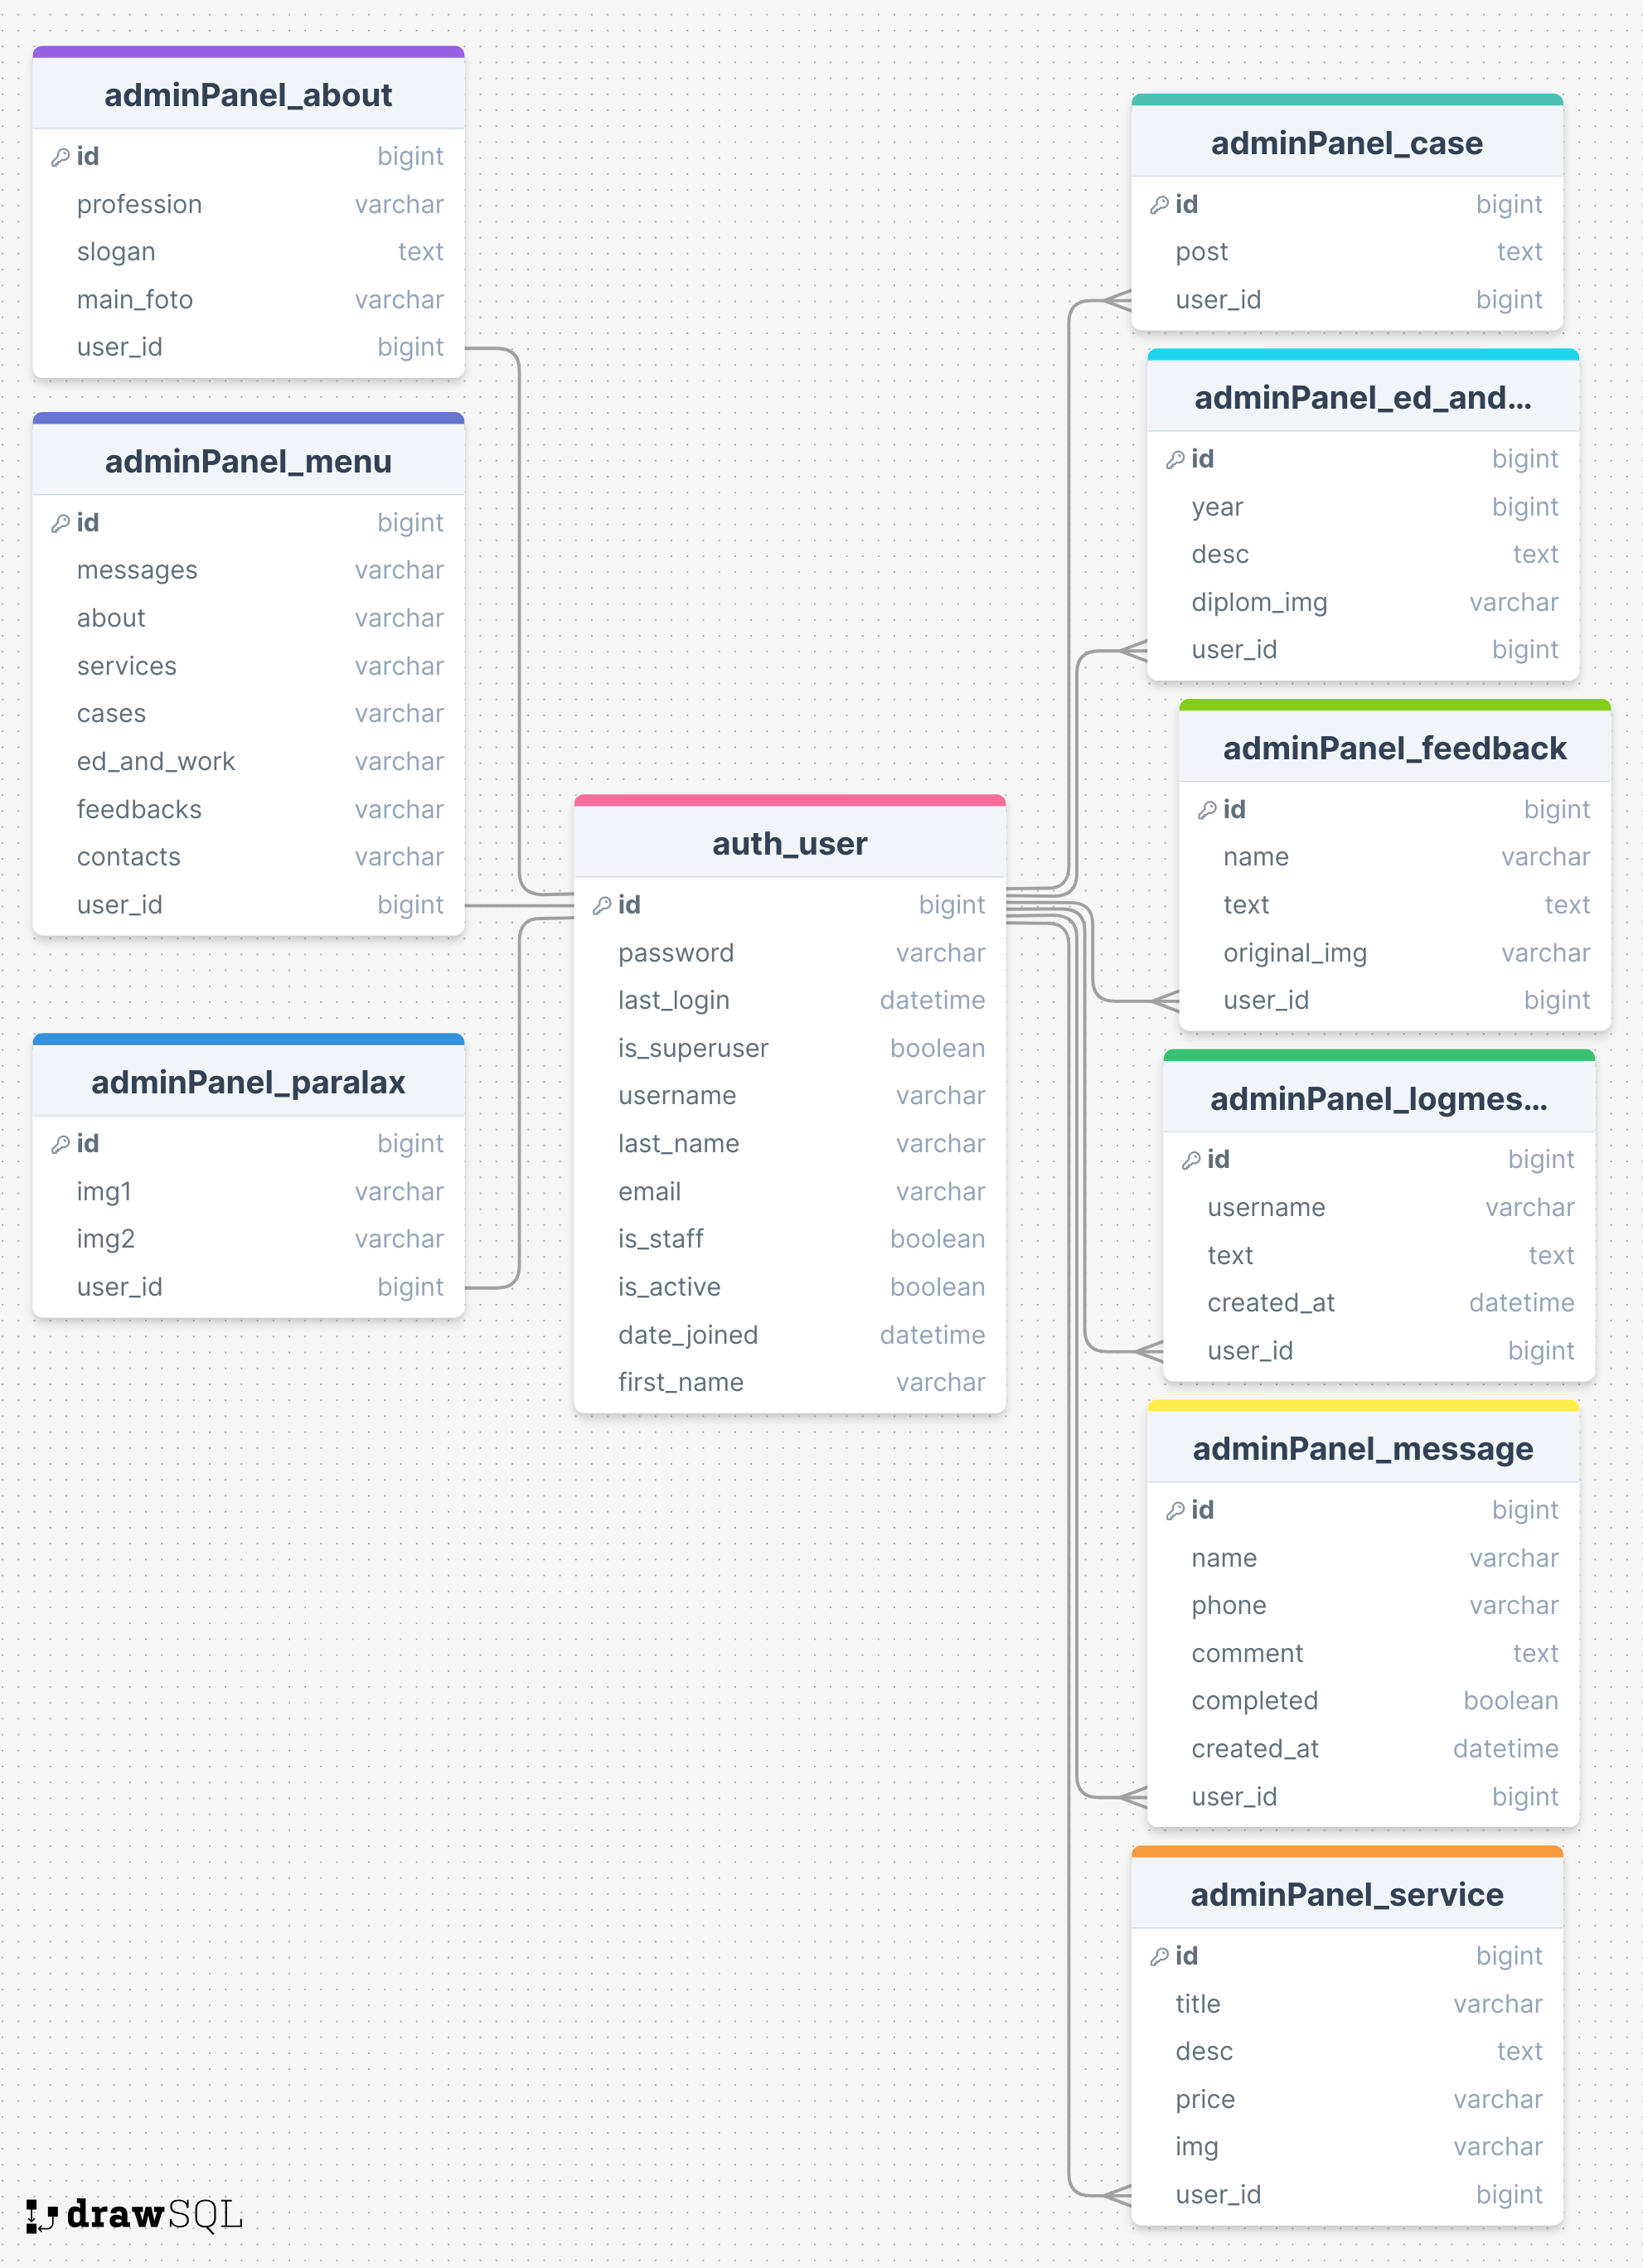 adminPanel_about
id bigint
profession varchar
slogan text
main_foto varchar
user_id bigint
adminPanel_menu
id bigint
messages varchar
about varchar
services varchar
cases varchar
ed_and_work varchar
feedbacks varchar
contacts varchar
user_id bigint
adminPanel_paralax
id bigint
img1 varchar
img2 varchar
user_id bigint
auth_user
id bigint
password varchar
last_login datetime
is_superuser boolean
username varchar
last_name varchar
email varchar
is_staff boolean
is_active boolean
date_joined datetime
first_name varchar
adminPanel_case
id bigint
post text
user_id bigint
adminPanel_ed_and...
id bigint
year bigint
desc text
diplom_img varchar
user_id bigint
adminPanel_feedback
id bigint
name varchar
text text
original_img varchar
user_id bigint
adminPanel_logmes...
id bigint
username varchar
text text
created_at datetime
user_id bigint
adminPanel_message
id bigint
name varchar
phone varchar
comment text
completed boolean
created_at datetime
user_id bigint
adminPanel_service
id bigint
title varchar
desc text
price varchar
img varchar
user_id bigint
drawSQL